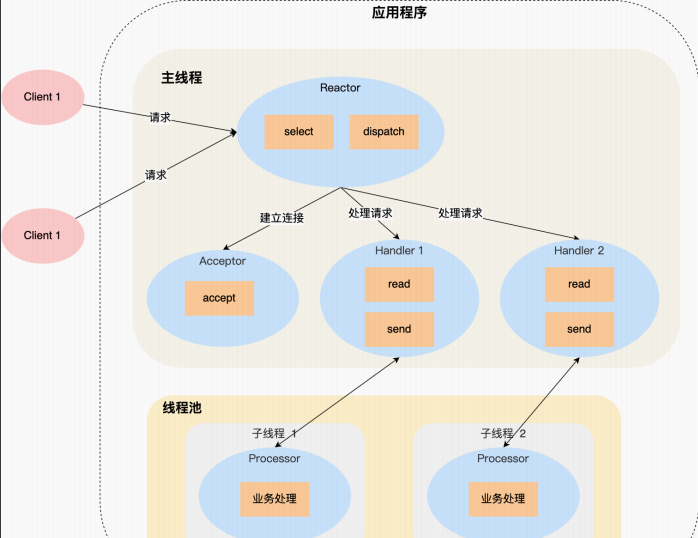 应用程序
主线程
Client 1
Reactor
select
dispatch
请求
请求
Client 1
建立连接
处理请求
处理请求
Acceptor
accept
Handler 1
read
send
Handler 2
read
send
线程池
子线程 1
Processor
业务处理
子线程 2
Processor
业务处理